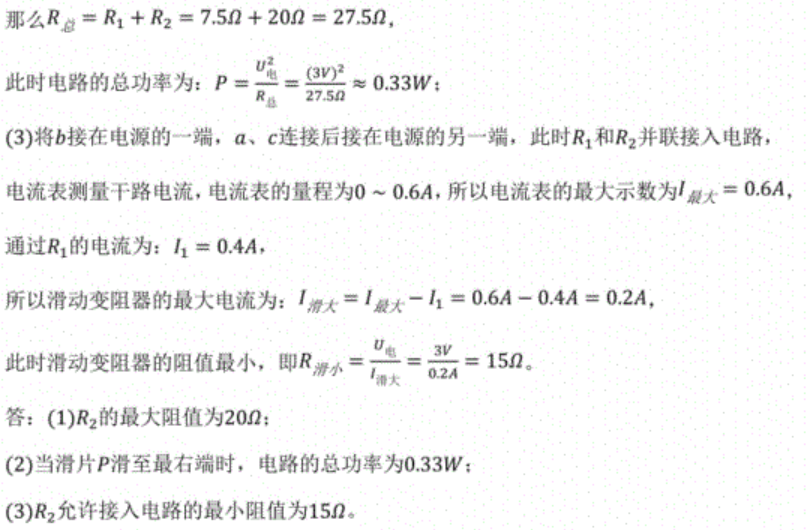 那么R总 = R₁ + R₂ = 7.5Ω + 20Ω = 27.5Ω,
此时电路的总功率为：P = U电²/R总 = (3V)²/27.5Ω ≈ 0.33W；
(3)将b接在电源的一端，a、c连接后接在电源的另一端，此时R₁和R₂并联接入电路，
电流表测量干路电流，电流表的量程为0 ~ 0.6A，所以电流表的最大示数为I最大 = 0.6A，
通过R₁的电流为：I₁ = 0.4A，
所以滑动变阻器的最大电流为：I滑大 = I最大 − I₁ = 0.6A − 0.4A = 0.2A，
此时滑动变阻器的阻值最小，即R滑小 = U电/I滑大 = 3V/0.2A = 15Ω。
答：(1)R₂的最大阻值为20Ω；
(2)当滑片P滑至最右端时，电路的总功率为0.33W；
(3)R₂允许接入电路的最小阻值为15Ω。